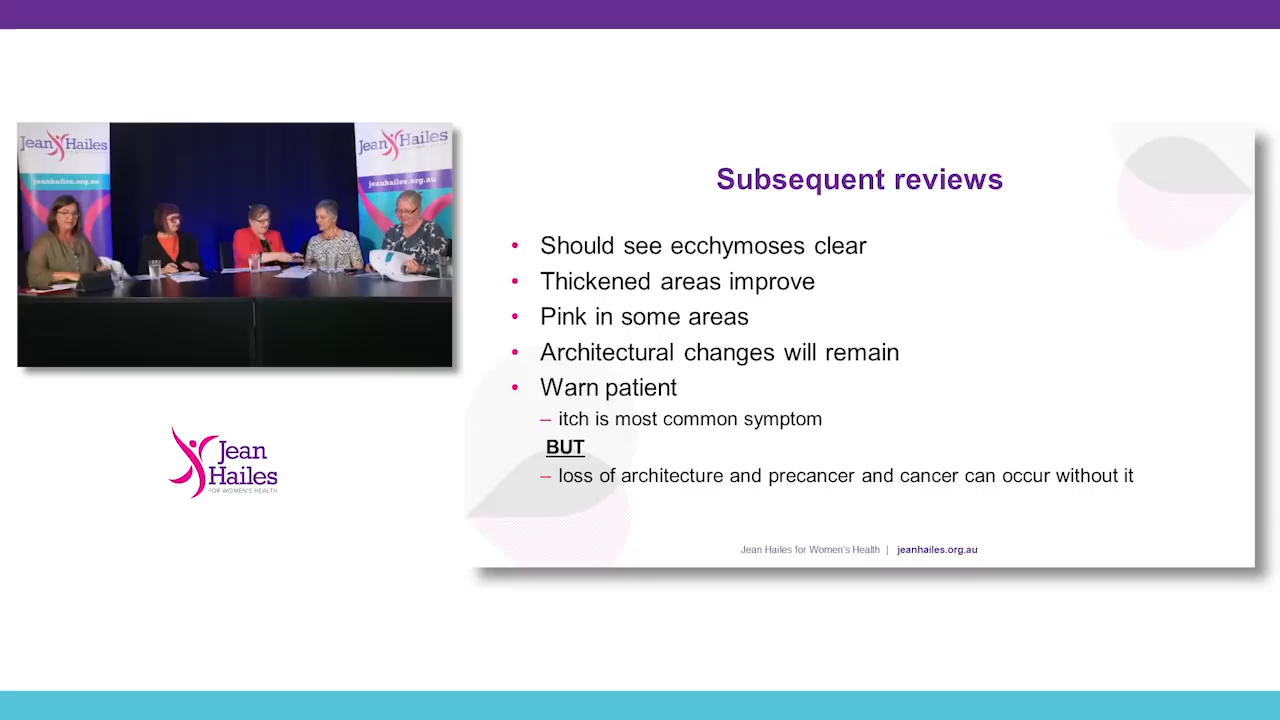 Jean Hailes
jeanhailes.org.au
Jean Hailes
jeanhailes.org.au
Jean
Hailes
FOR WOMEN'S HEALTH
Subsequent reviews
• Should see ecchymoses clear
• Thickened areas improve
• Pink in some areas
• Architectural changes will remain
• Warn patient
– itch is most common symptom
BUT
– loss of architecture and precancer and cancer can occur without it
Jean Hailes for Women's Health | jeanhailes.org.au